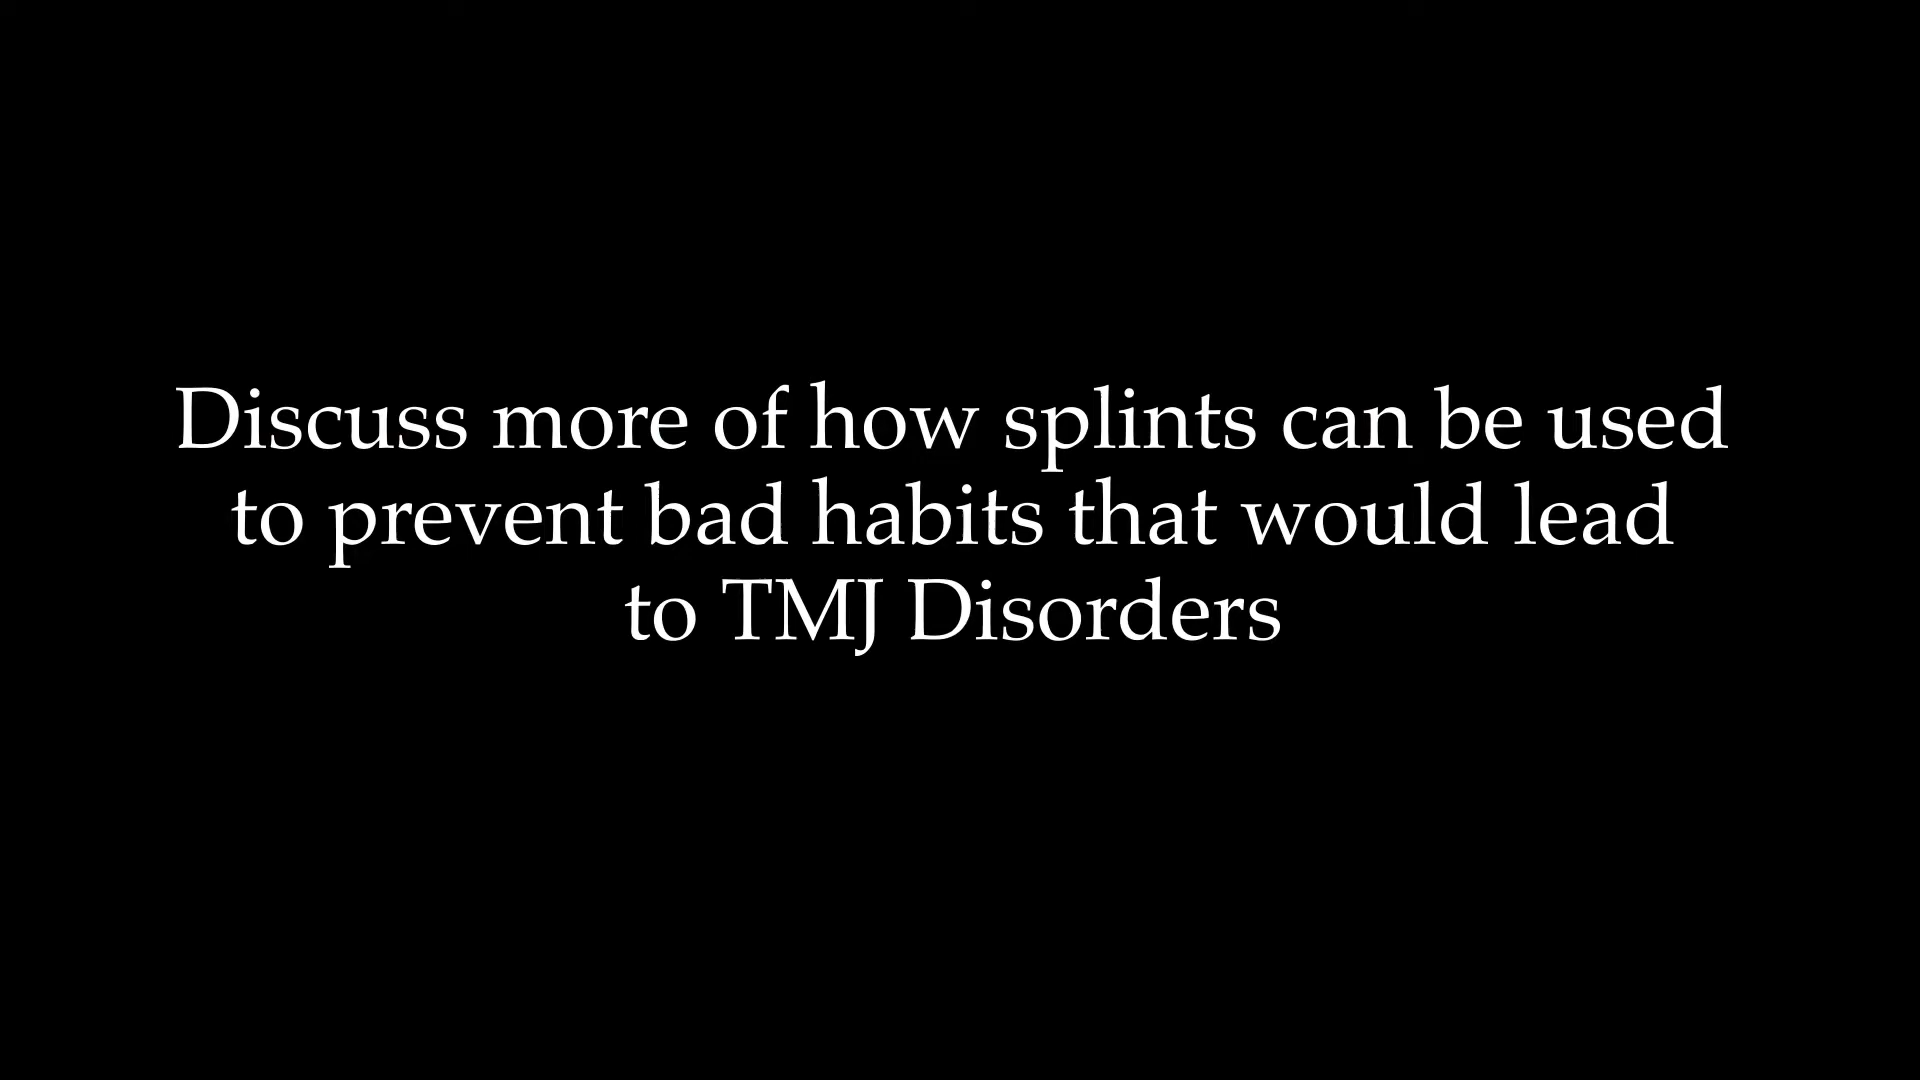 Discuss more of how splints can be used
to prevent bad habits that would lead
to TMJ Disorders